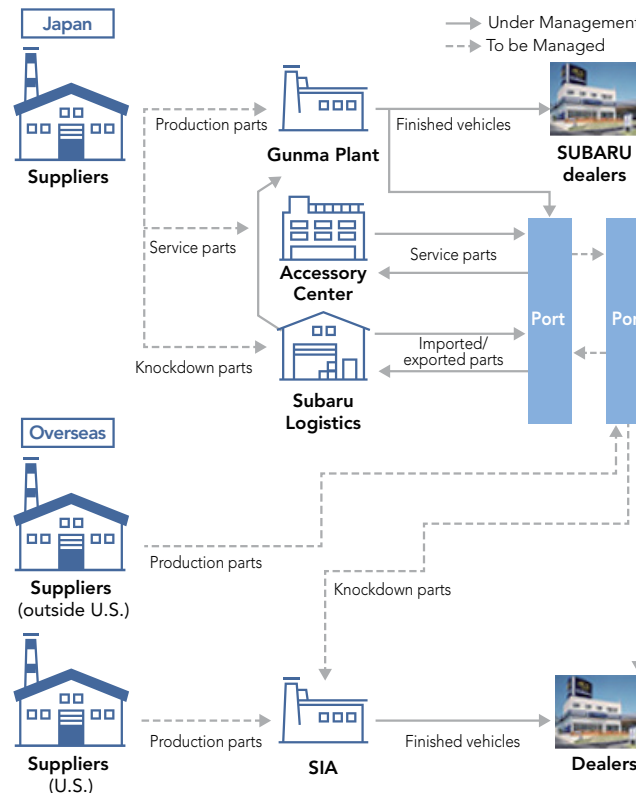 Japan
Under Management
To be Managed
Suppliers
Production parts
Gunma Plant
Finished vehicles
SUBARU
dealers
Service parts
Accessory
Center
Service parts
Port
Knockdown parts
Subaru
Logistics
Imported/
exported parts
Overseas
Suppliers
(outside U.S.)
Production parts
Knockdown parts
Suppliers
(U.S.)
Production parts
SIA
Finished vehicles
Dealers